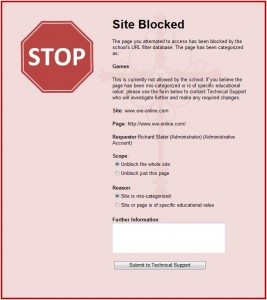 Site Blocked
STOP
The page you attempted to access has been blocked by the
school's URL filter database. The page has been categorized
as:
Games
This is currently not allowed by the school. If you believe the
page has been mis-categorized or is of specific educational
value, please use the form below to contact Technical Support
who will investigate further and make any required changes.
Site: www.eve-online.com
Page: http://www.eve-online.com/
Requestor Richard Slater (Administrator) (Administrative
Account)
Scope
Unblock the whole site
Unblock just this page
Reason
Site is mis-categorized
Site or page is of specific educational value
Further Information
Submit to Technical Support